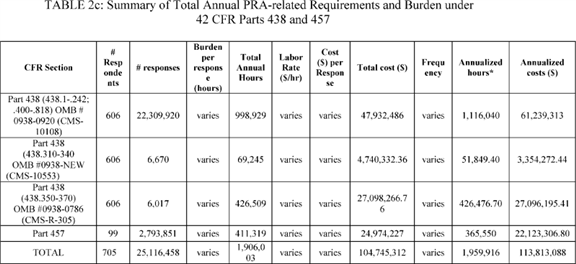 TABLE 2c: Summary of Total Annual PRA-related Requirements and Burden under
42 CFR Parts 438 and 457
CFR Section | # Respondents | # responses | Burden per response (hours) | Total Annual Hours | Labor Rate ($/hr) | Cost ($) per Response | Total cost ($) | Frequency | Annualized hours* | Annualized costs ($)
Part 438 (438.1-.242; .400-.818) OMB # 0938-0920 (CMS-10108) | 606 | 22,309,920 | varies | 998,929 | varies | varies | 47,932,486 | varies | 1,116,040 | 61,239,313
Part 438 (438.310-340 OMB #0938-NEW (CMS-10553) | 606 | 6,670 | varies | 69,245 | varies | varies | 4,740,332.36 | varies | 51,849.40 | 3,354,272.44
Part 438 (438.350-370) OMB #0938-0786 (CMS-R-305) | 606 | 6,017 | varies | 426,509 | varies | varies | 27,098,266.76 | varies | 426,476.70 | 27,096,195.41
Part 457 | 99 | 2,793,851 | varies | 411,319 | varies | varies | 24,974,227 | varies | 365,550 | 22,123,306.80
TOTAL | 705 | 25,116,458 | varies | 1,906,003 | varies | varies | 104,745,312 | varies | 1,959,916 | 113,813,088